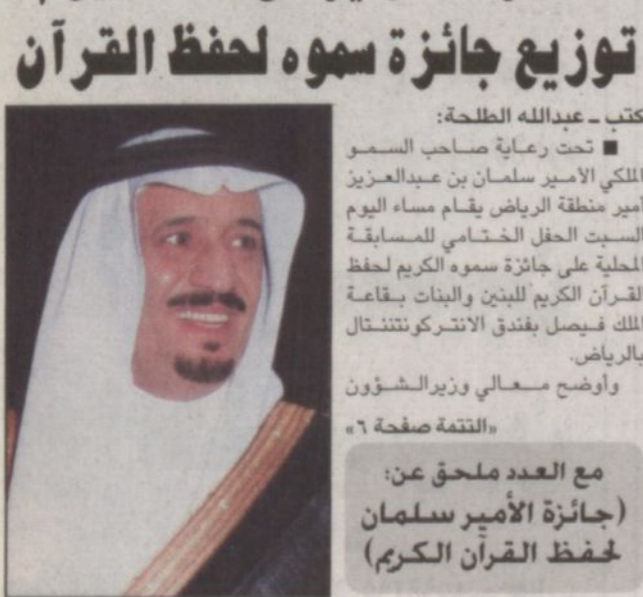 توزيع جائزة سموه لحفظ القرآن
كتب ـ عبدالله الطلحة:
■ تحت رعاية صاحب السمو
الملكي الأمير سلمان بن عبدالعزيز
أمير منطقة الرياض يقام مساء اليوم
السبت الحفل الختامي للمسابقة
المحلية على جائزة سموه الكريم لحفظ
القرآن الكريم للبنين والبنات بقاعة
الملك فيصل بفندق الانتركونتننتال
بالرياض.
وأوضح معالي وزير الشؤون
«التتمة صفحة ٦»
مع العدد ملحق عن:
(جائزة الأمير سلمان
لحفظ القرآن الكريم)